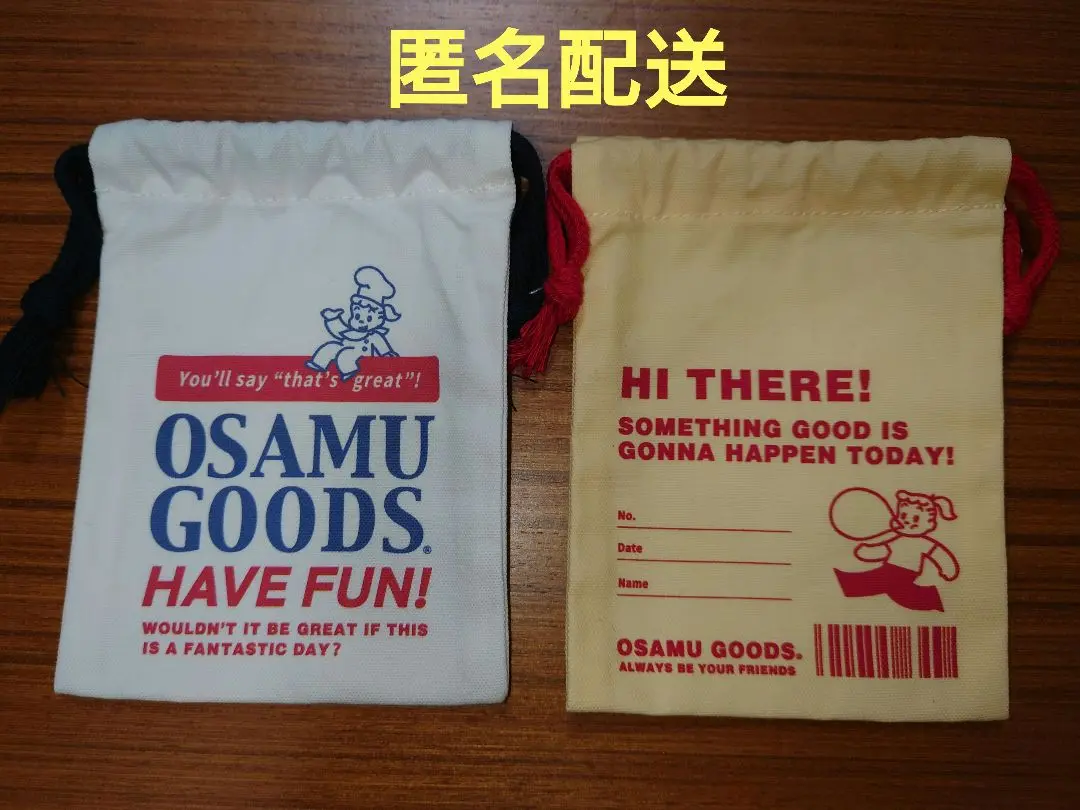 匿名配送
You'll say "that's great"!
OSAMU
GOODS®
HAVE FUN!
WOULDN'T IT BE GREAT IF THIS
IS A FANTASTIC DAY?
HI THERE!
SOMETHING GOOD IS
GONNA HAPPEN TODAY!
No.
Date
Name
OSAMU GOODS®
ALWAYS BE YOUR FRIENDS